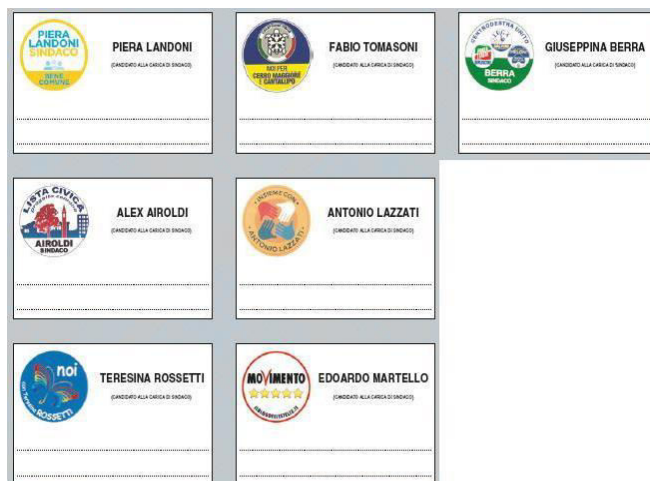 PIERA
LANDONI
SINDACO
BENE
COMUNE
PIERA LANDONI
(CANDIDATO ALLA CARICA DI SINDACO)
NOI PER
CERRO MAGGIORE
E CANTALUPO
FABIO TOMASONI
(CANDIDATO ALLA CARICA DI SINDACO)
CENTRODESTRA UNITO
BERRA
SINDACO
GIUSEPPINA BERRA
(CANDIDATO ALLA CARICA DI SINDACO)
LISTA CIVICA
AIROLDI
SINDACO
ALEX AIROLDI
(CANDIDATO ALLA CARICA DI SINDACO)
INSIEME CON
ANTONIO LAZZATI
ANTONIO LAZZATI
(CANDIDATO ALLA CARICA DI SINDACO)
noi
con Teresina
ROSSETTI
TERESINA ROSSETTI
(CANDIDATO ALLA CARICA DI SINDACO)
MOVIMENTO
EDOARDO MARTELLO
(CANDIDATO ALLA CARICA DI SINDACO)